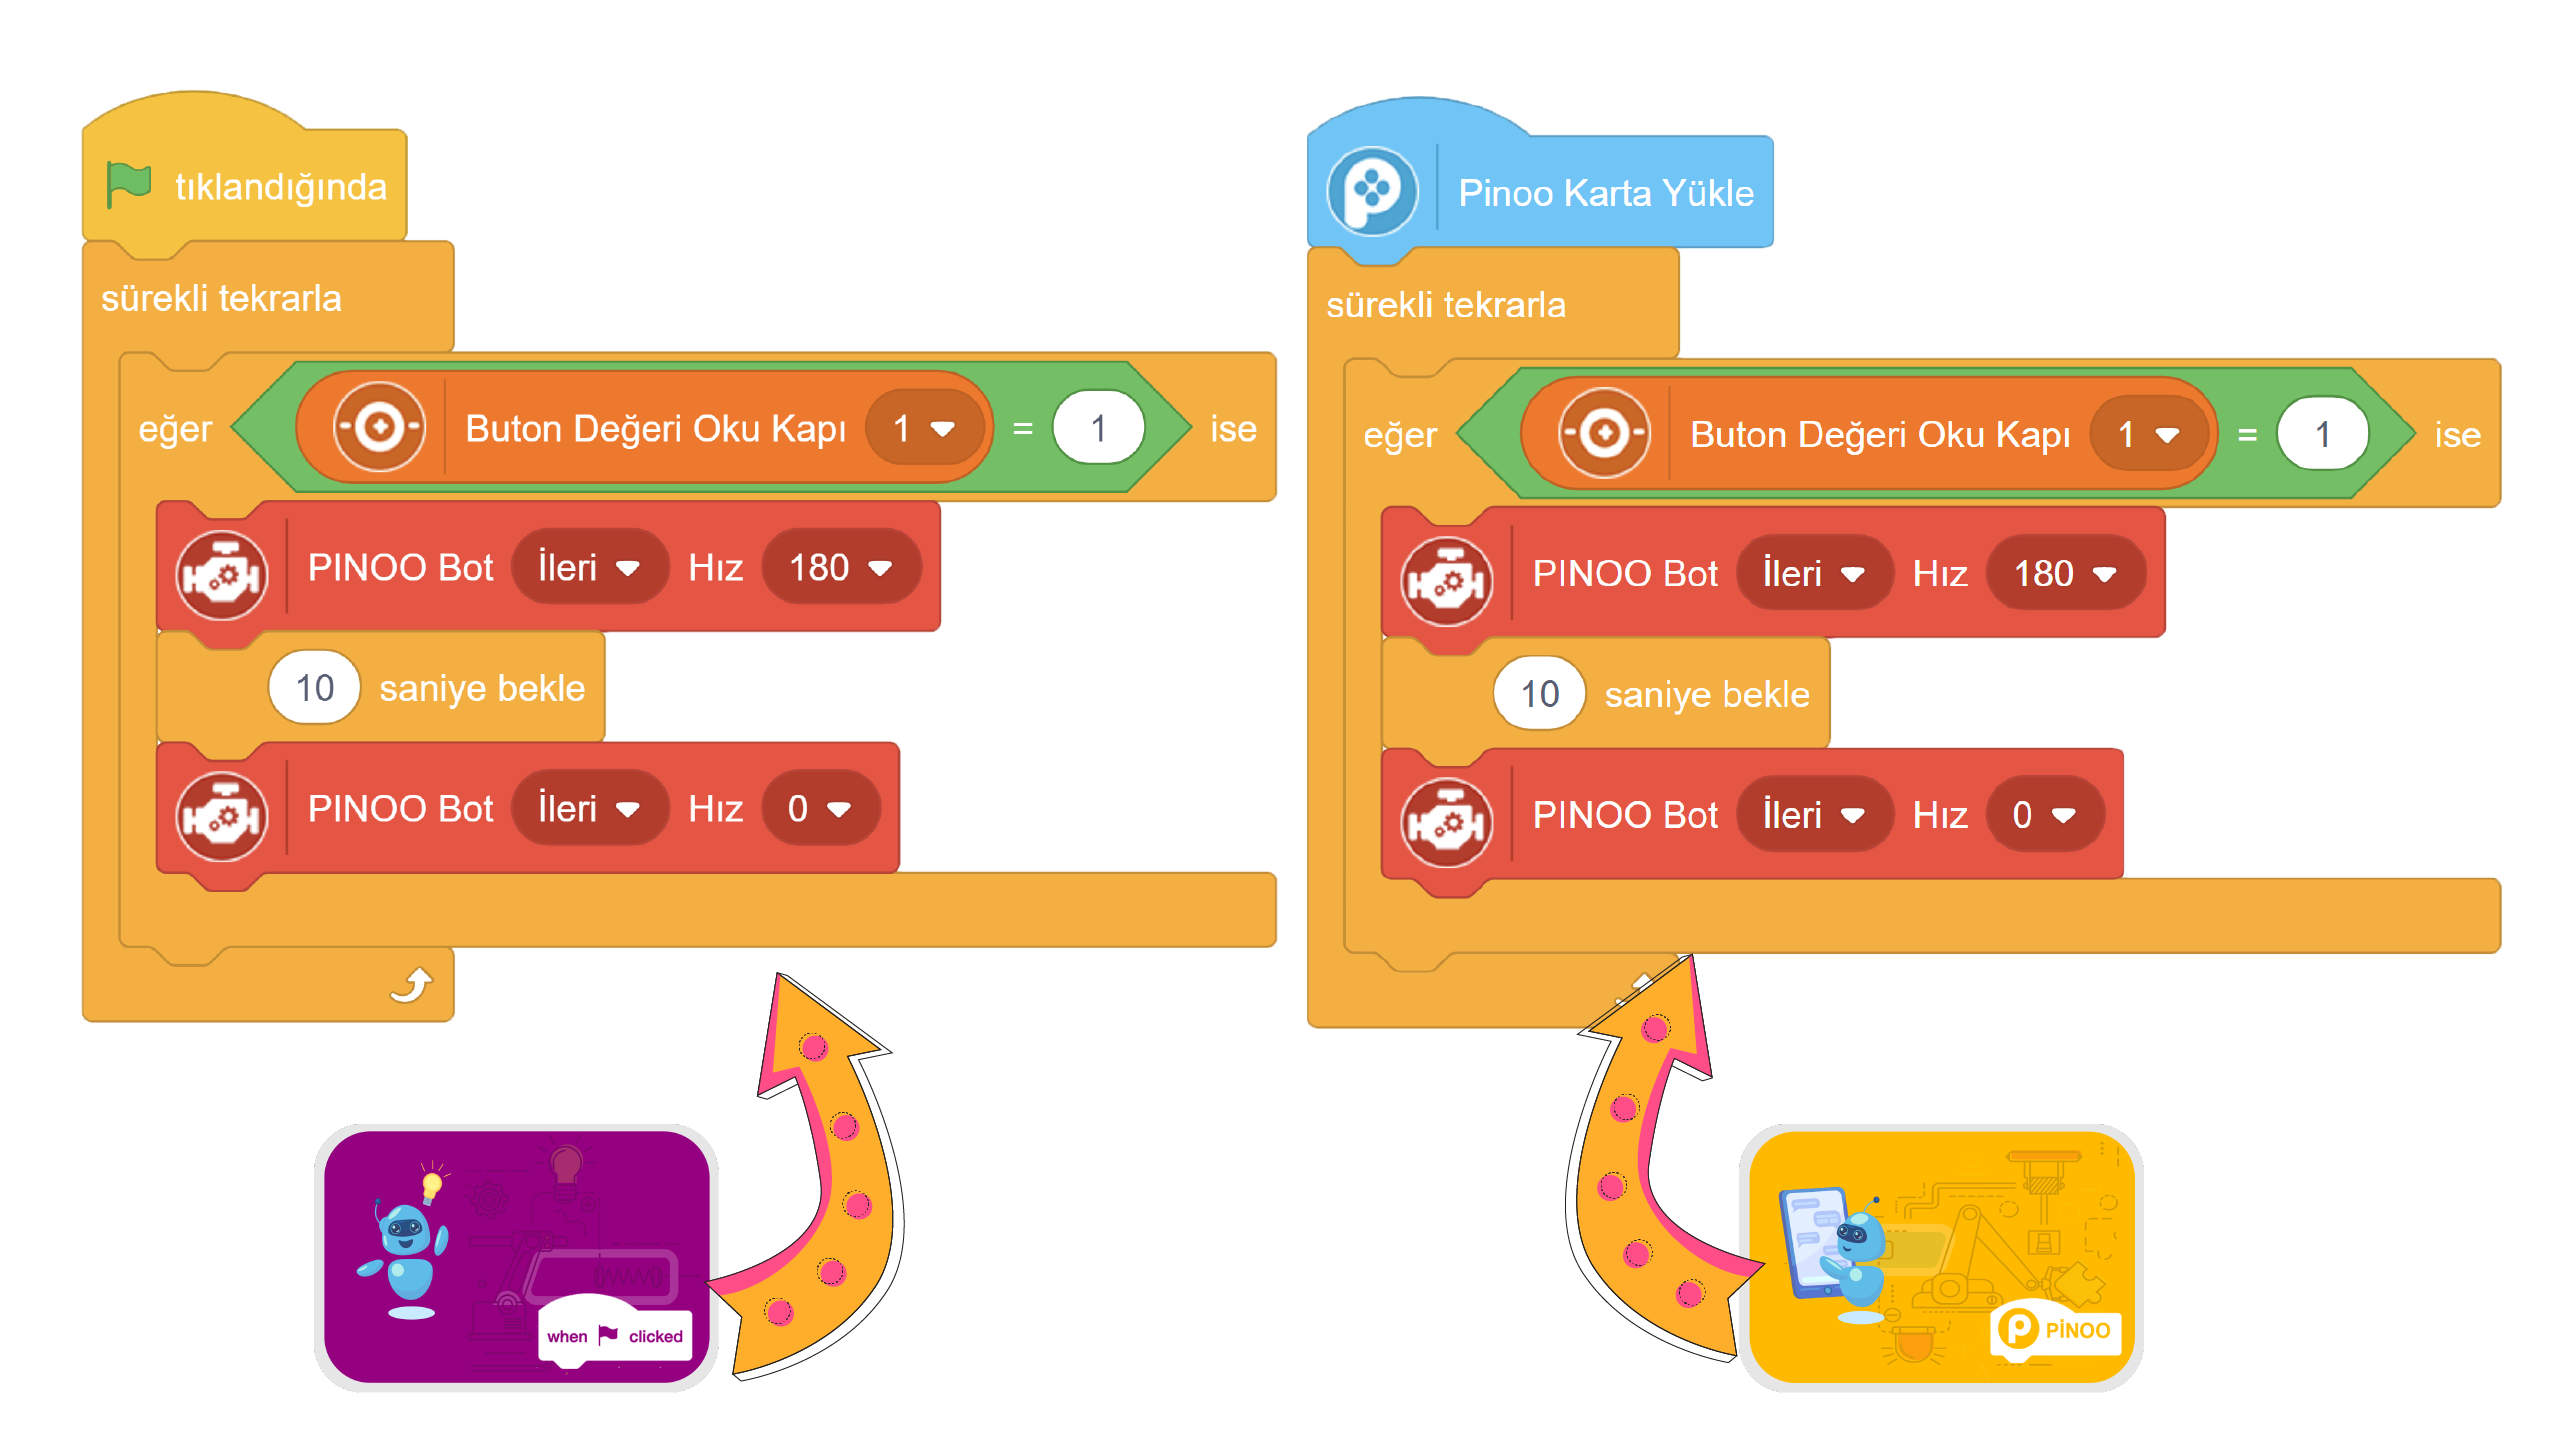 tıklandığında
sürekli tekrarla
eğer Buton Değeri Oku Kapı 1 = 1 ise
PINOO Bot İleri Hız 180
10 saniye bekle
PINOO Bot İleri Hız 0
when clicked
Pinoo Karta Yükle
sürekli tekrarla
eğer Buton Değeri Oku Kapı 1 = 1 ise
PINOO Bot İleri Hız 180
10 saniye bekle
PINOO Bot İleri Hız 0
PİNOO